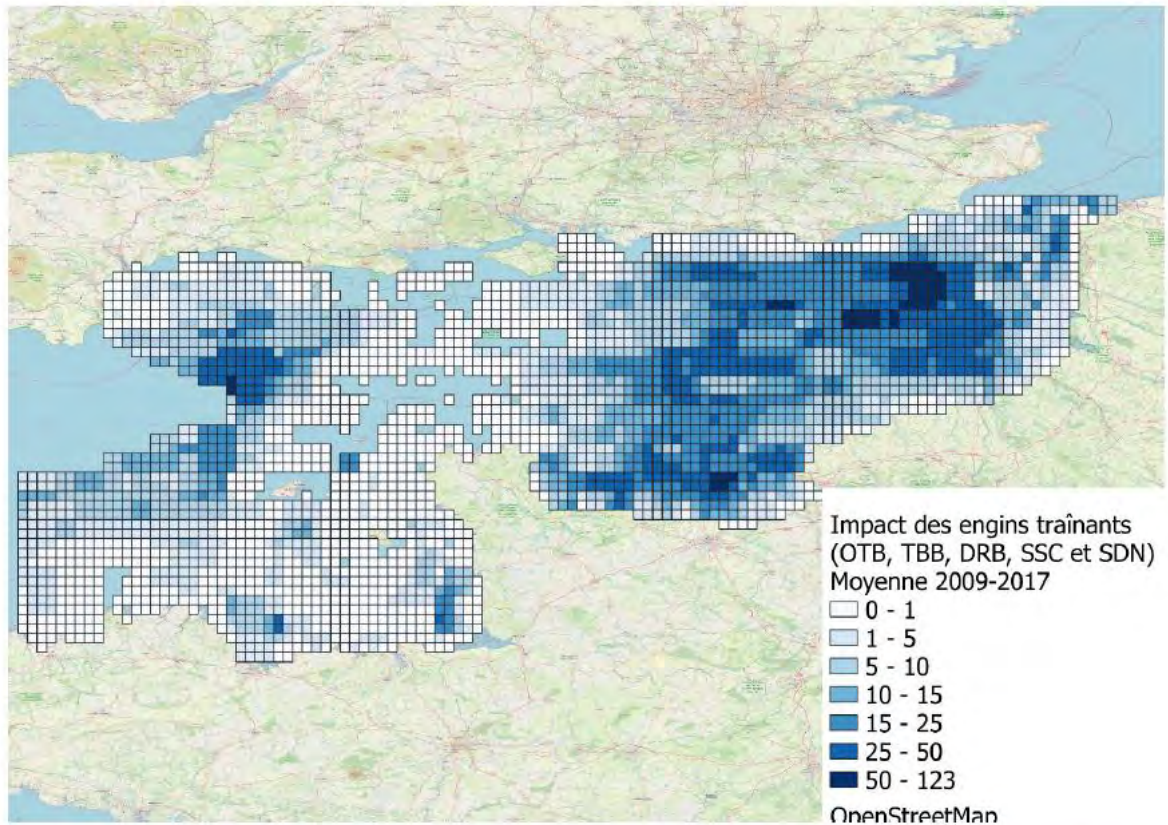 Impact des engins traînants
(OTB, TBB, DRB, SSC et SDN)
Moyenne 2009-2017
0 - 1
1 - 5
5 - 10
10 - 15
15 - 25
25 - 50
50 - 123
OpenStreetMap